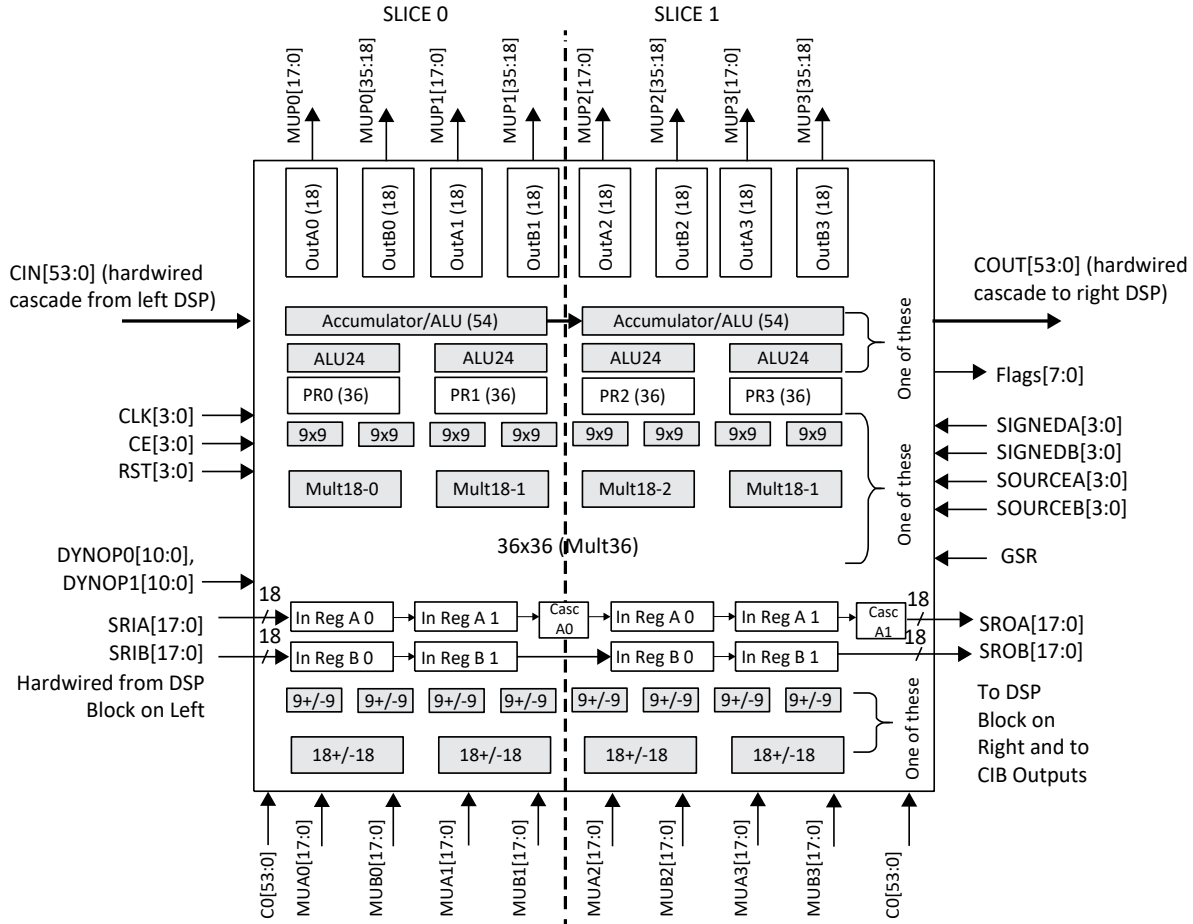 SLICE 0
SLICE 1
MUP0[17:0]
MUP0[35:18]
MUP1[17:0]
MUP1[35:18]
MUP2[17:0]
MUP2[35:18]
MUP3[17:0]
MUP3[35:18]
OutA0 (18)
OutB0 (18)
OutA1 (18)
OutB1 (18)
OutA2 (18)
OutB2 (18)
OutA3 (18)
OutB3 (18)
CIN[53:0] (hardwired
cascade from left DSP)
COUT[53:0] (hardwired
cascade to right DSP)
Accumulator/ALU (54)
Accumulator/ALU (54)
One of these
ALU24
ALU24
ALU24
ALU24
Flags[7:0]
PR0 (36)
PR1 (36)
PR2 (36)
PR3 (36)
CLK[3:0]
CE[3:0]
RST[3:0]
9x9
9x9
9x9
9x9
9x9
9x9
9x9
9x9
One of these
SIGNEDA[3:0]
SIGNEDB[3:0]
SOURCEA[3:0]
SOURCEB[3:0]
Mult18-0
Mult18-1
Mult18-2
Mult18-1
36x36 (Mult36)
GSR
DYNOP0[10:0],
DYNOP1[10:0]
18
SRIA[17:0]
In Reg A 0
In Reg A 1
Casc
A0
In Reg A 0
In Reg A 1
Casc
A1
18
SROA[17:0]
18
SRIB[17:0]
In Reg B 0
In Reg B 1
In Reg B 0
In Reg B 1
18
SROB[17:0]
Hardwired from DSP
Block on Left
9+/-9
9+/-9
9+/-9
9+/-9
9+/-9
9+/-9
9+/-9
9+/-9
One of these
To DSP
Block on
Right and to
CIB Outputs
18+/-18
18+/-18
18+/-18
18+/-18
C0[53:0]
MUA0[17:0]
MUB0[17:0]
MUA1[17:0]
MUB1[17:0]
MUA2[17:0]
MUB2[17:0]
MUA3[17:0]
MUB3[17:0]
C0[53:0]